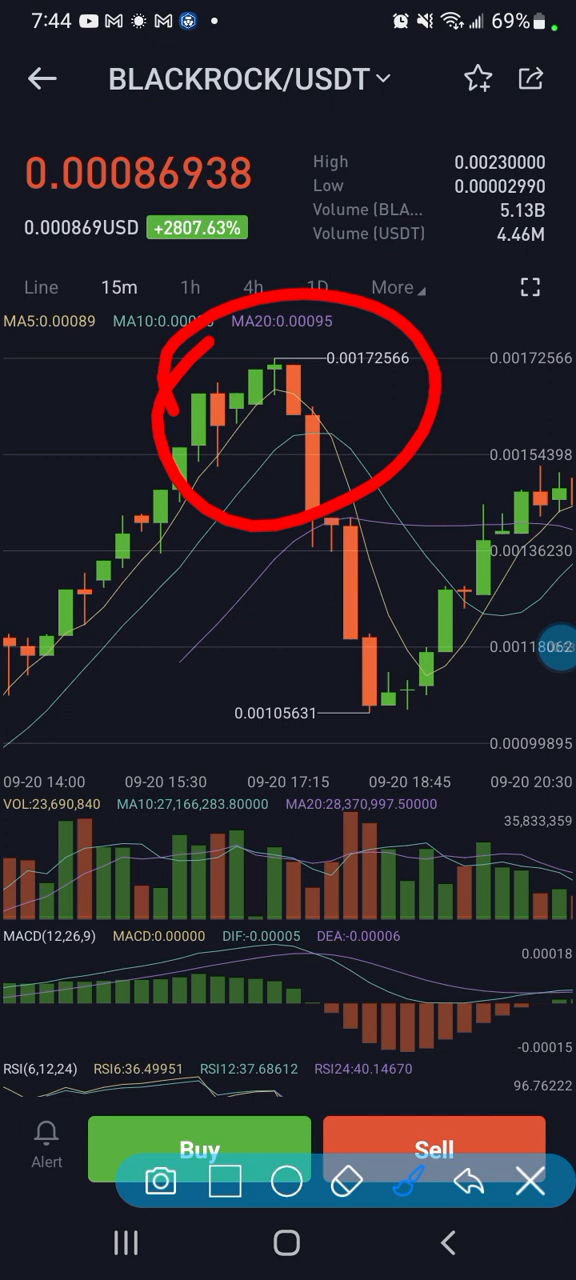 7:44 69%
BLACKROCK/USDT
0.00086938
0.000869USD +2807.63%
High 0.00230000
Low 0.00002990
Volume (BLA... 5.13B
Volume (USDT) 4.46M
Line 15m 1h 4h 1D More
MA5:0.00089 MA10:0.00 MA20:0.00095
0.00172566 0.00172566
0.00154398
0.00136230
0.00118062
0.00105631
0.00099895
09-20 14:00 09-20 15:30 09-20 17:15 09-20 18:45 09-20 20:30
VOL:23,690,840 MA10:27,166,283.80000 MA20:28,370,997.50000
35,833,359
MACD(12,26,9) MACD:0.00000 DIF:-0.00005 DEA:-0.00006
0.00018
-0.00015
RSI(6,12,24) RSI6:36.49951 RSI12:37.68612 RSI24:40.14670
96.76222
Alert Buy Sell